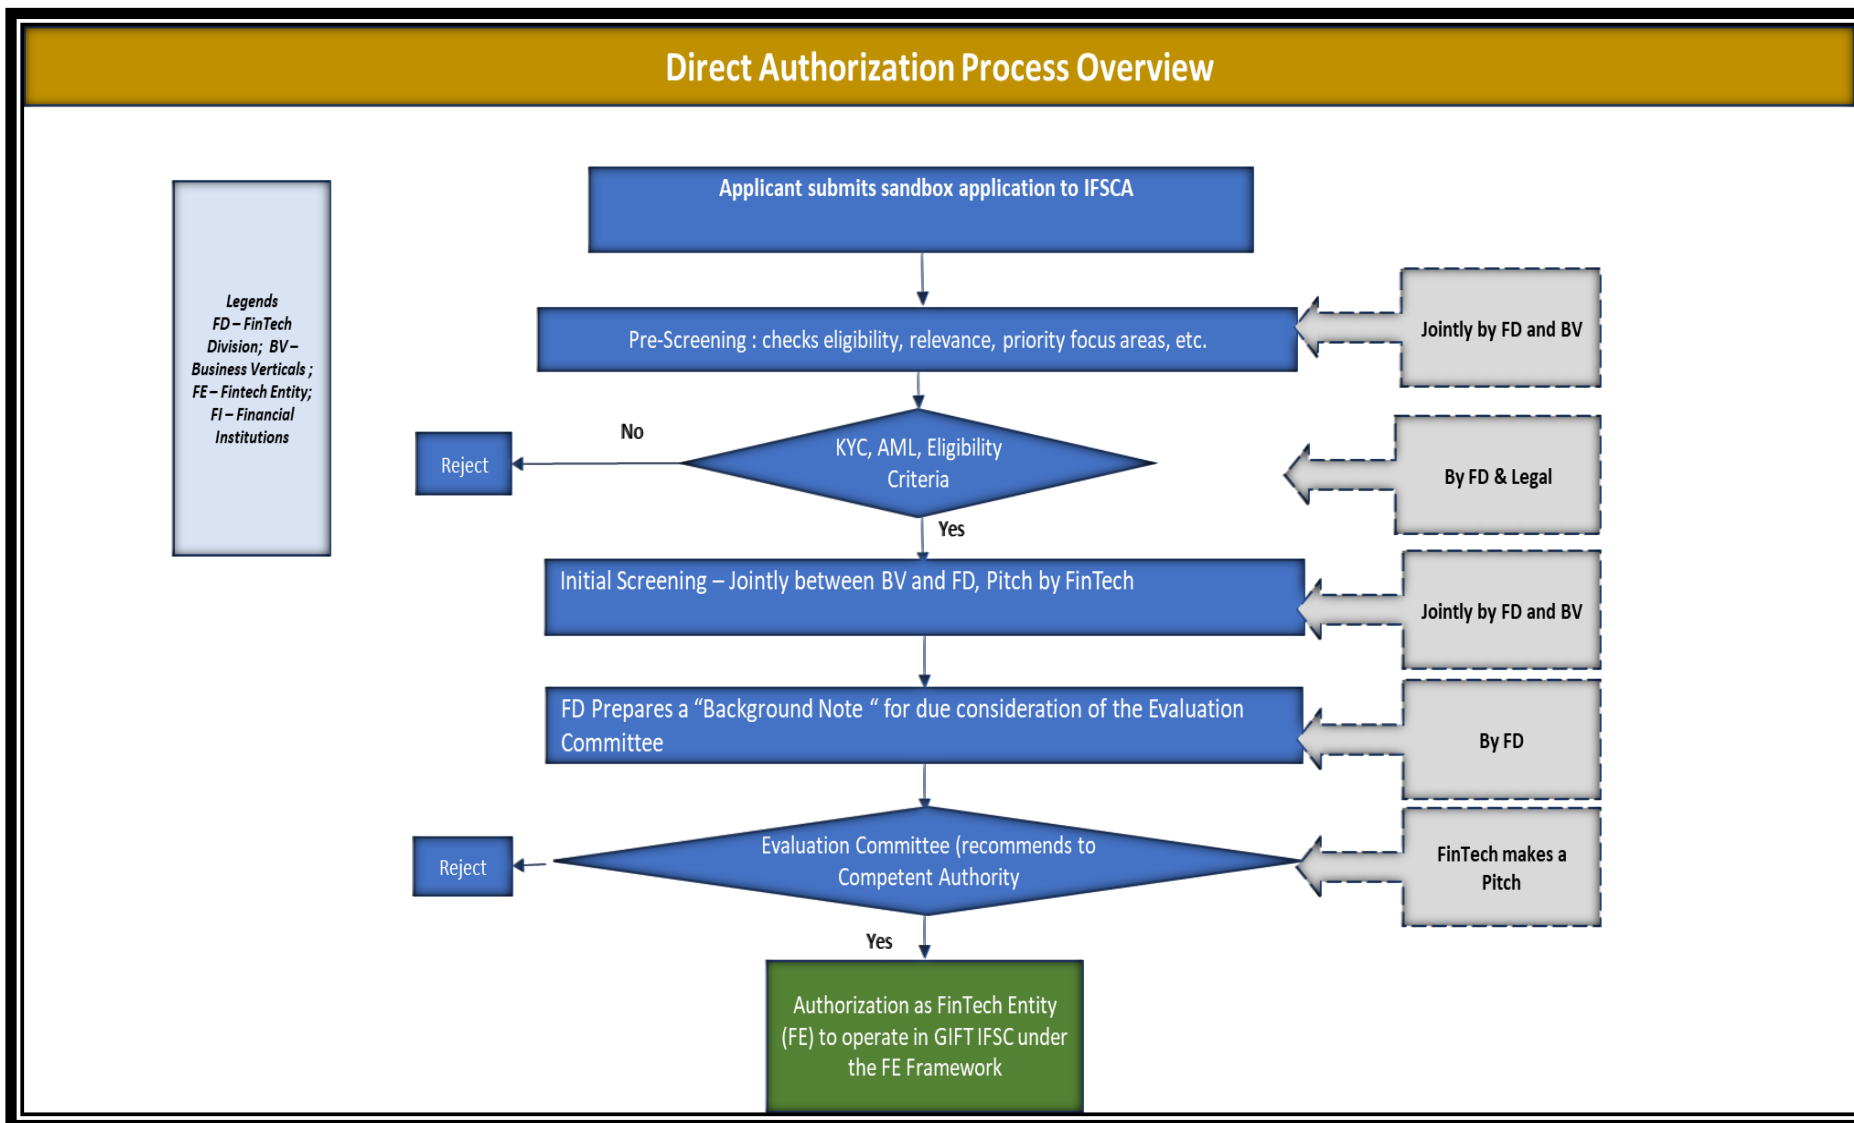 Direct Authorization Process Overview
Applicant submits sandbox application to IFSCA
Legends
FD – FinTech
Division; BV –
Business Verticals ;
FE – Fintech Entity;
FI – Financial
Institutions
Pre-Screening : checks eligibility, relevance, priority focus areas, etc.
Jointly by FD and BV
KYC, AML, Eligibility
Criteria
No
Reject
By FD & Legal
Yes
Initial Screening – Jointly between BV and FD, Pitch by FinTech
Jointly by FD and BV
FD Prepares a “Background Note “ for due consideration of the Evaluation
Committee
By FD
Evaluation Committee (recommends to
Competent Authority
Reject
FinTech makes a
Pitch
Yes
Authorization as FinTech Entity
(FE) to operate in GIFT IFSC under
the FE Framework